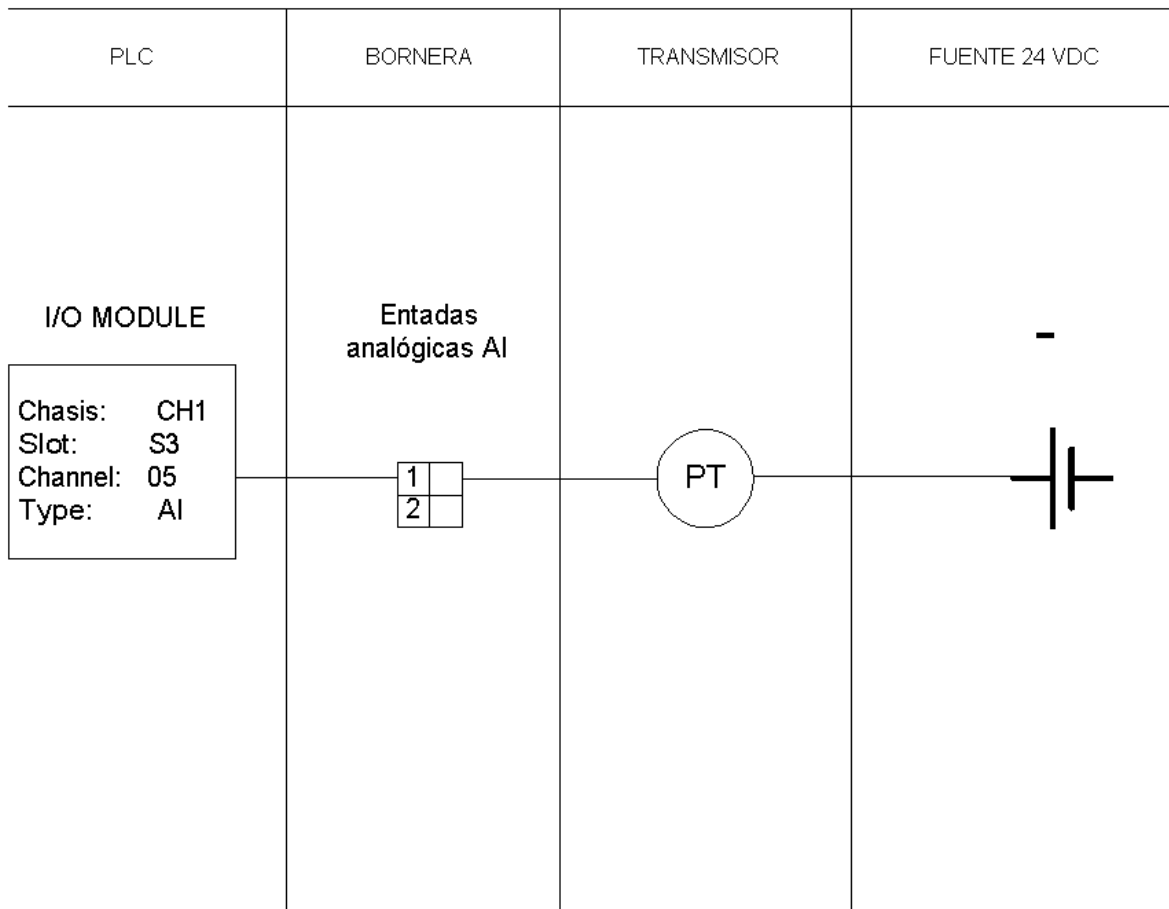 PLC
BORNERA
TRANSMISOR
FUENTE 24 VDC
I/O MODULE
Chasis: CH1
Slot: S3
Channel: 05
Type: AI
Entadas
analógicas AI
1
2
PT
-